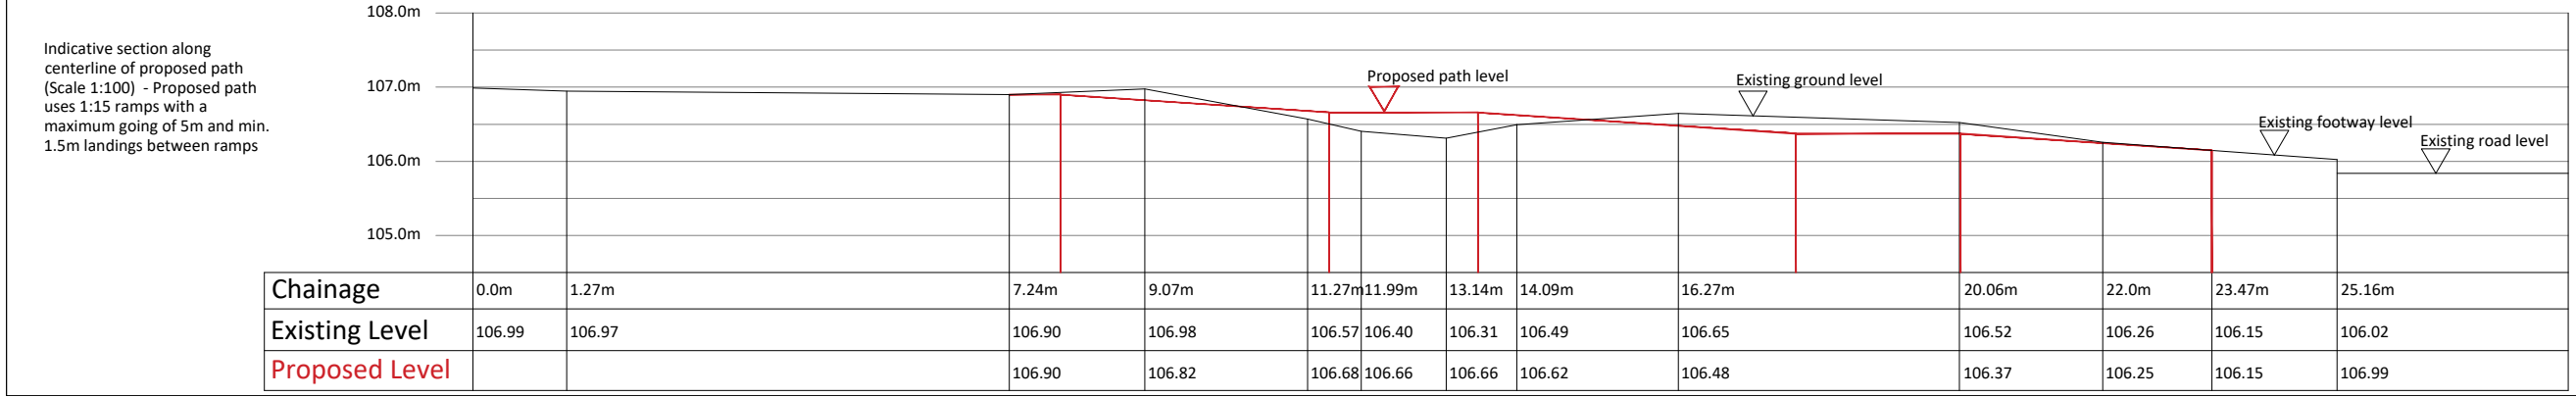 108.0m
Indicative section along
centerline of proposed path
(Scale 1:100) - Proposed path
uses 1:15 ramps with a
maximum going of 5m and min.
1.5m landings between ramps
107.0m
106.0m
105.0m
Proposed path level
Existing ground level
Existing footway level
Existing road level
Chainage 0.0m 1.27m 7.24m 9.07m 11.27m 11.99m 13.14m 14.09m 16.27m 20.06m 22.0m 23.47m 25.16m
Existing Level 106.99 106.97 106.90 106.98 106.57 106.40 106.31 106.49 106.65 106.52 106.26 106.15 106.02
Proposed Level 106.90 106.82 106.68 106.66 106.66 106.62 106.48 106.37 106.25 106.15 106.99